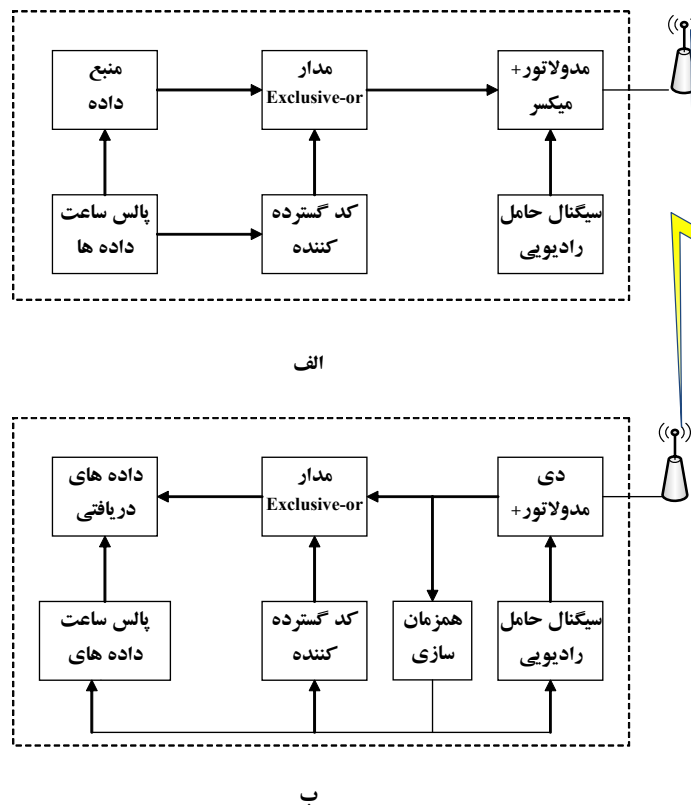 منبع
داده
مدار
Exclusive-or
مدولاتور+
میکسر
پالس ساعت
داده ها
کد گسترده
کننده
سیگنال حامل
رادیویی
الف
داده های
دریافتی
مدار
Exclusive-or
دی
مدولاتور+
پالس ساعت
داده های
کد گسترده
کننده
همزمان
سازی
سیگنال حامل
رادیویی
ب